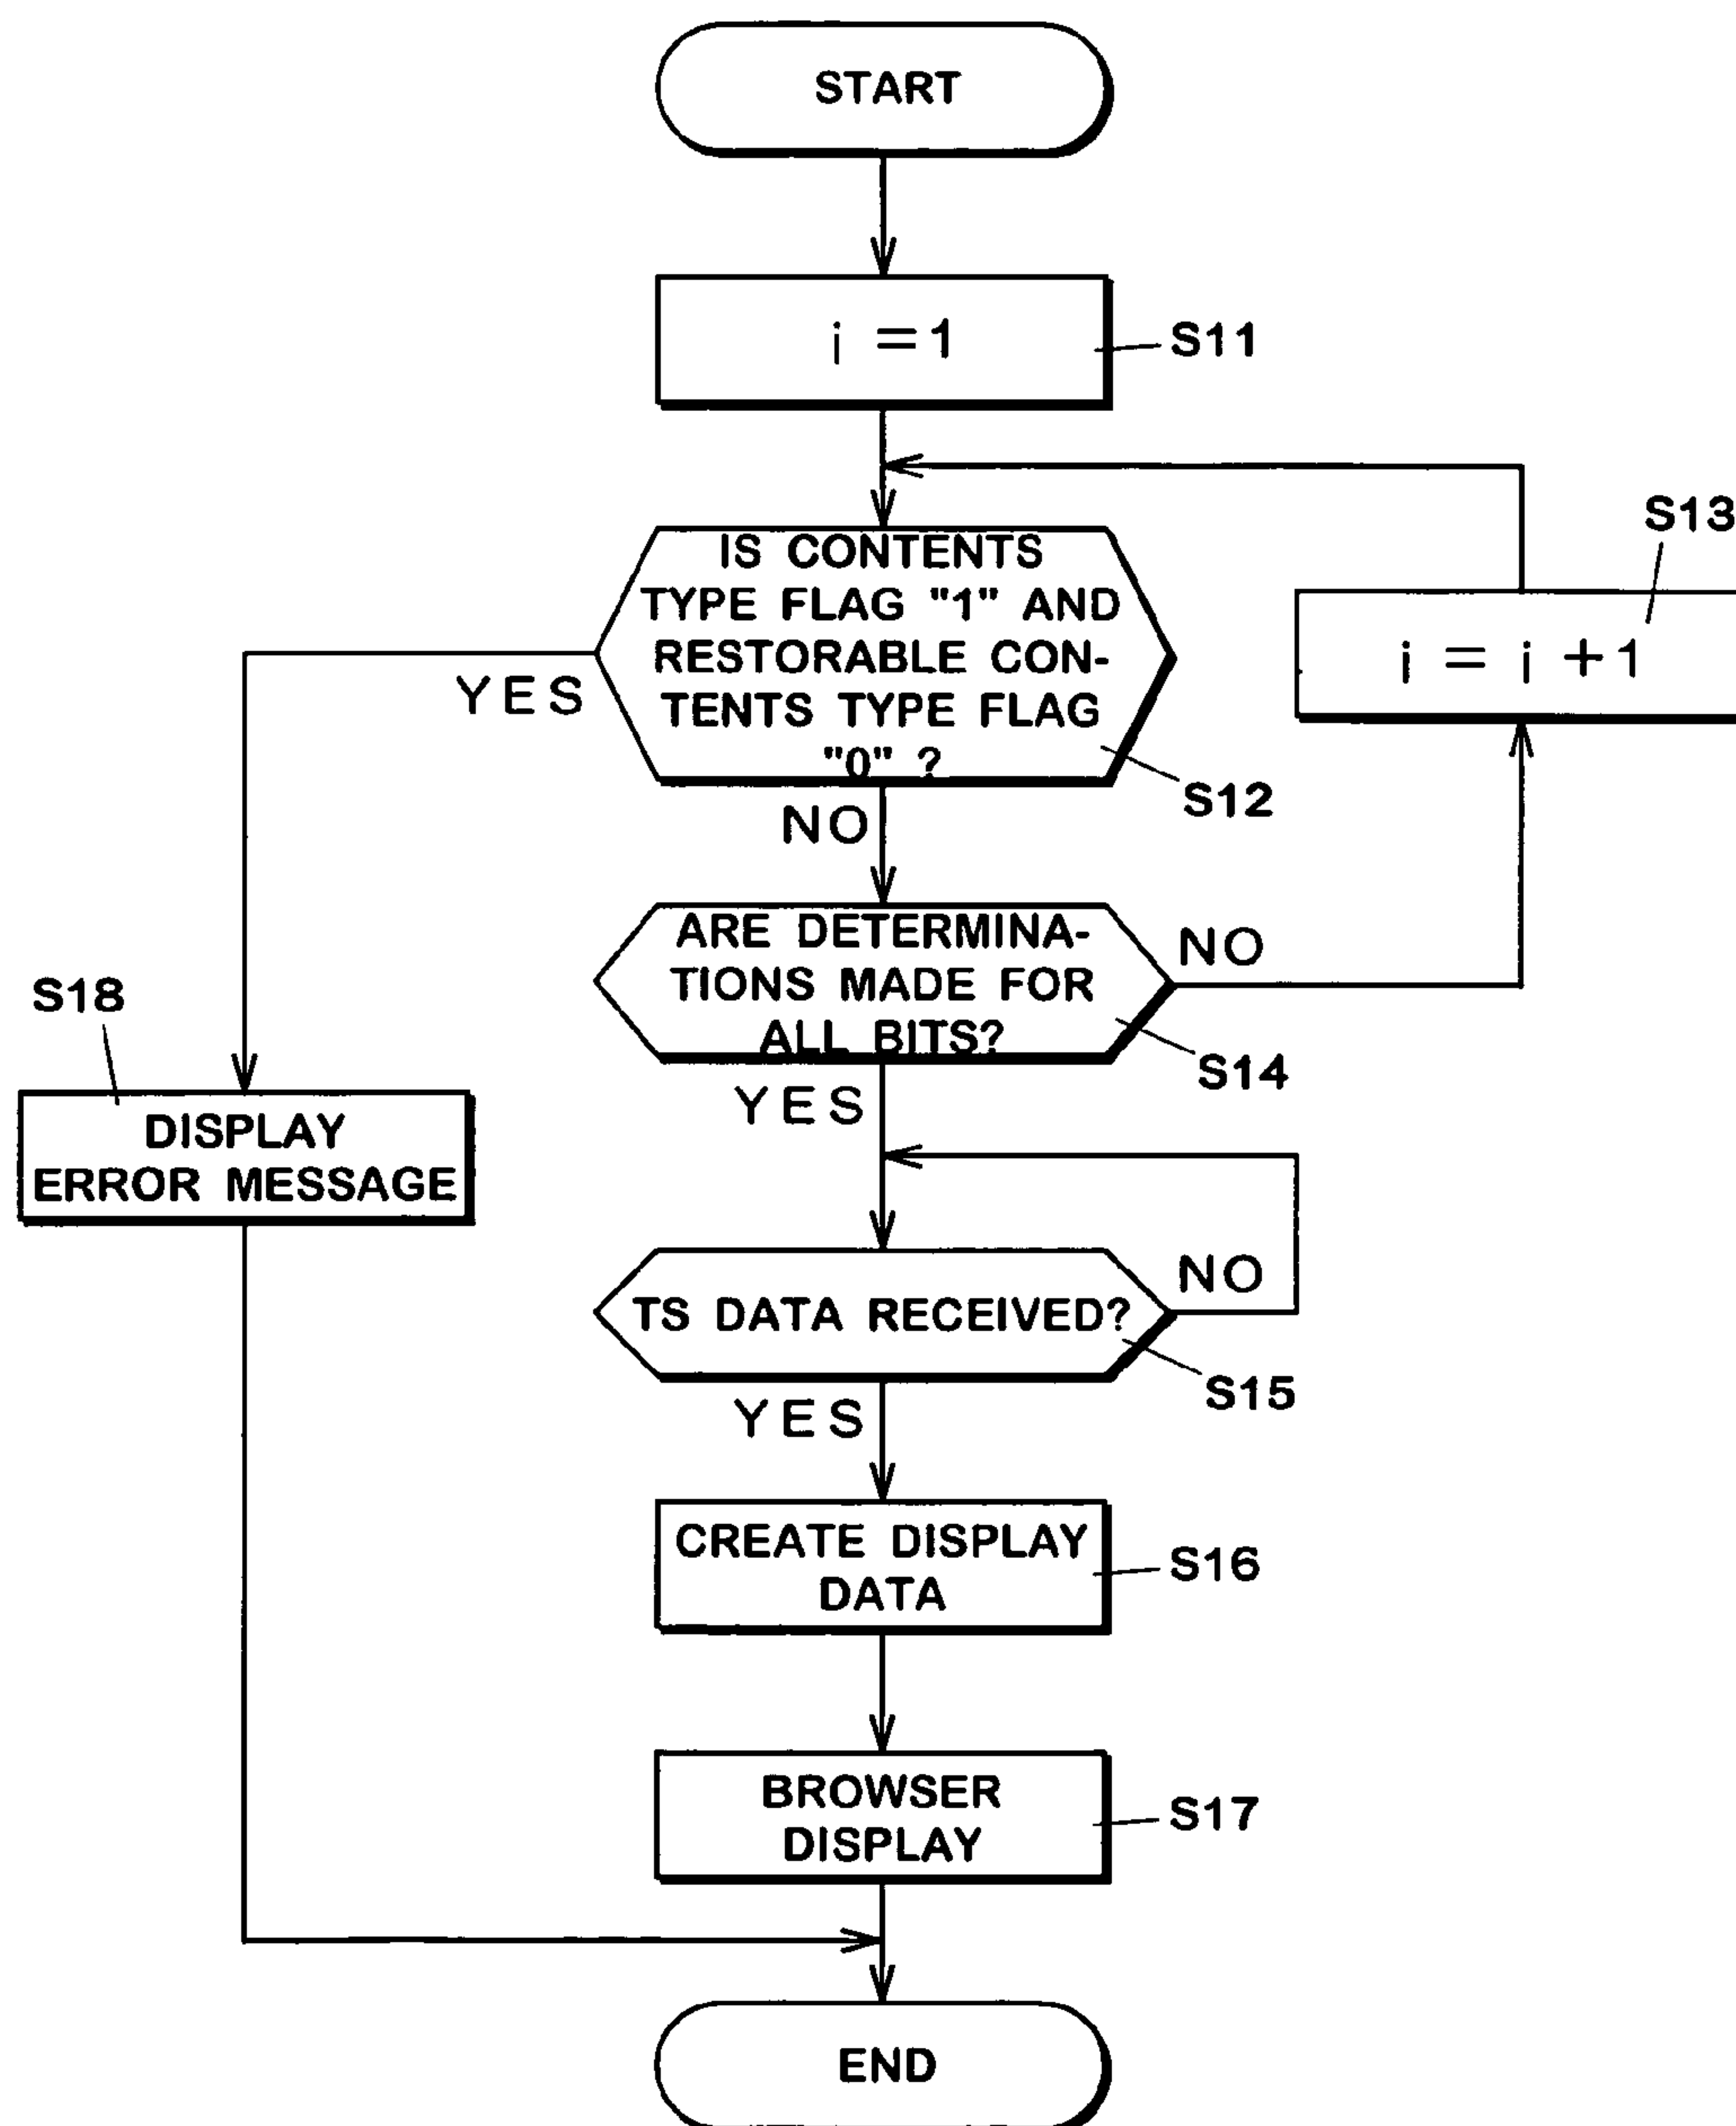 START
i = 1
S11
S13
IS CONTENTS
TYPE FLAG "1" AND
RESTORABLE CON-
TENTS TYPE FLAG
"0" ?
i = i + 1
YES
S12
NO
ARE DETERMINA-
TIONS MADE FOR
ALL BITS?
NO
S18
S14
YES
DISPLAY
ERROR MESSAGE
NO
TS DATA RECEIVED?
S15
YES
CREATE DISPLAY
DATA
S16
BROWSER
DISPLAY
S17
END